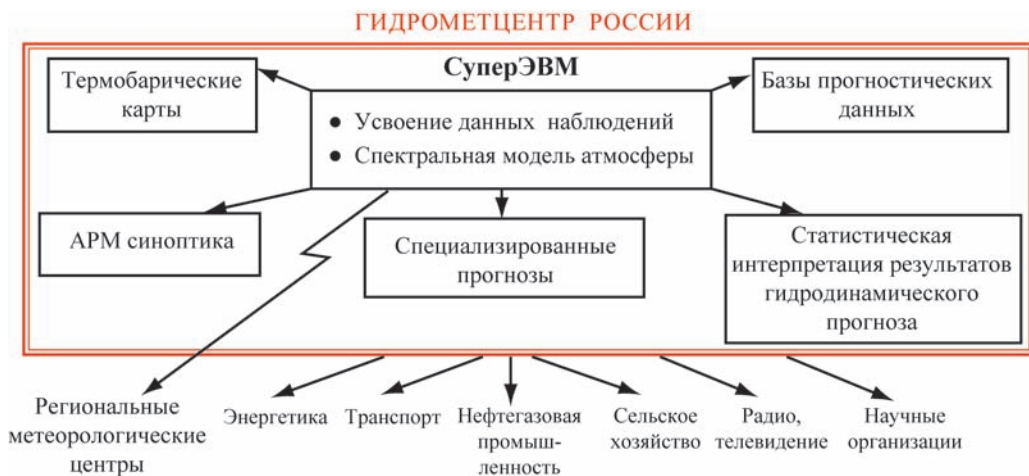 ГИДРОМЕТЦЕНТР РОССИИ
СуперЭВМ
Термобарические
карты
● Усвоение данных наблюдений
● Спектральная модель атмосферы
Базы прогностических
данных
АРМ синоптика
Специализированные
прогнозы
Статистическая
интерпретация результатов
гидродинамического
прогноза
Региональные
метеорологические
центры
Энергетика
Транспорт
Нефтегазовая
промыш-
ленность
Сельское
хозяйство
Радио,
телевидение
Научные
организации